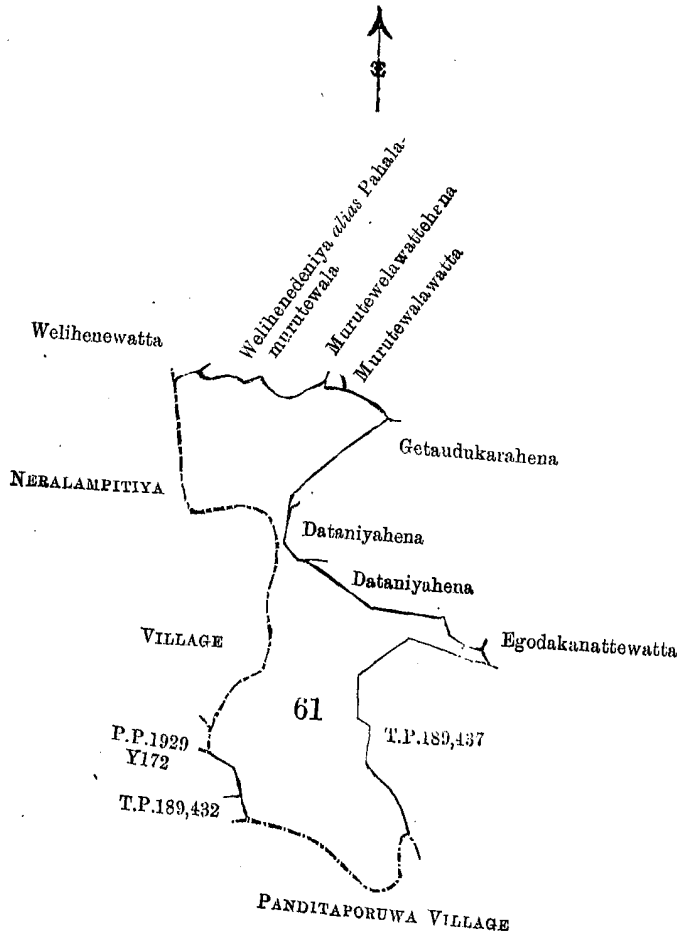 Welihenedeniya alias Pahala-
murutewala
Murutewelawattehena
Murutewalawatta
Welihenewatta
Getaudukarahena
NERALAMPITIYA
Dataniyahena
Dataniyahena
VILLAGE
Egodakanattewatta
61
P.P.1929
Y172
T.P.189,437
T.P.189,432
PANDITAPORUWA VILLAGE